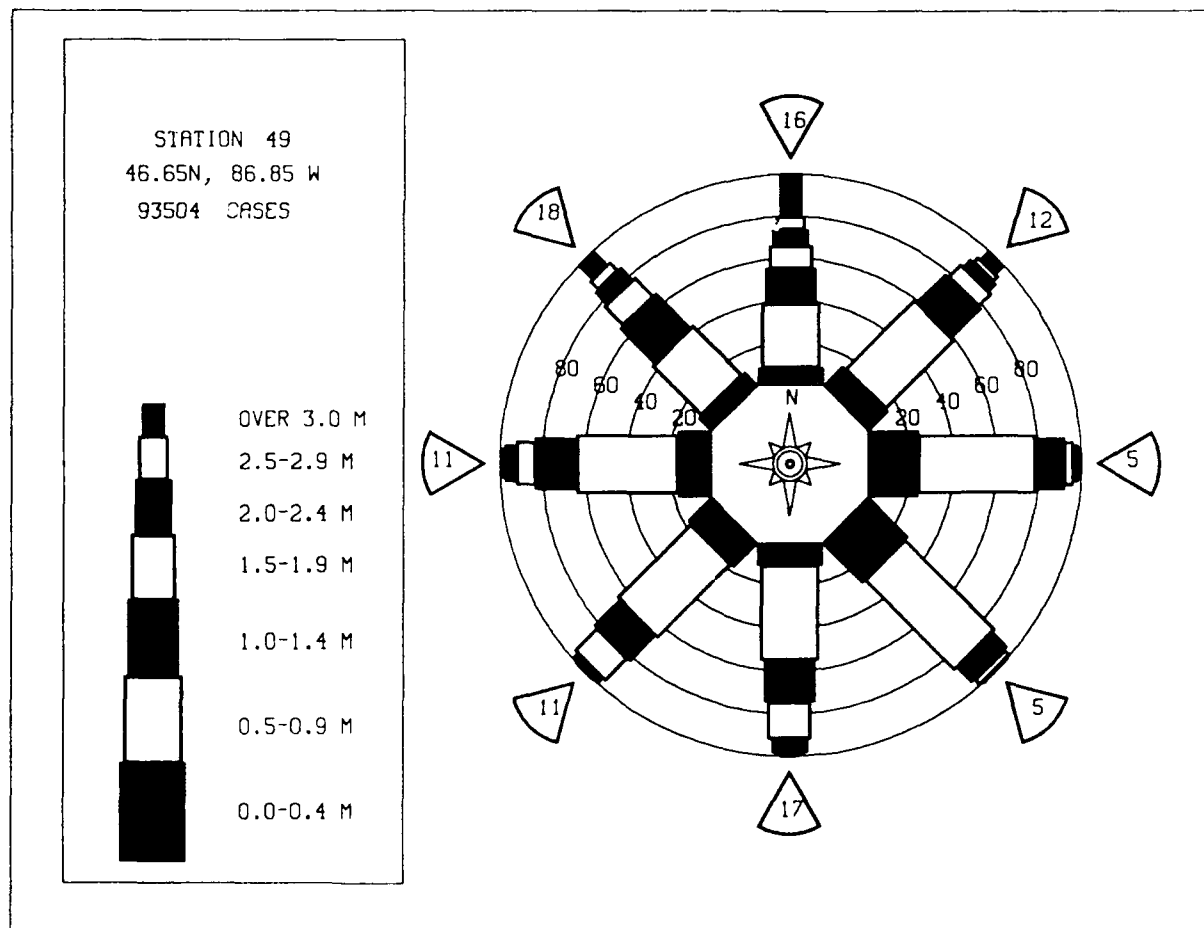 STATION 49
46.65N, 86.85 W
93504 CASES
OVER 3.0 M
2.5-2.9 M
2.0-2.4 M
1.5-1.9 M
1.0-1.4 M
0.5-0.9 M
0.0-0.4 M
16
18
12
80
60
40
20
N
20
40
60
80
11
5
11
5
17